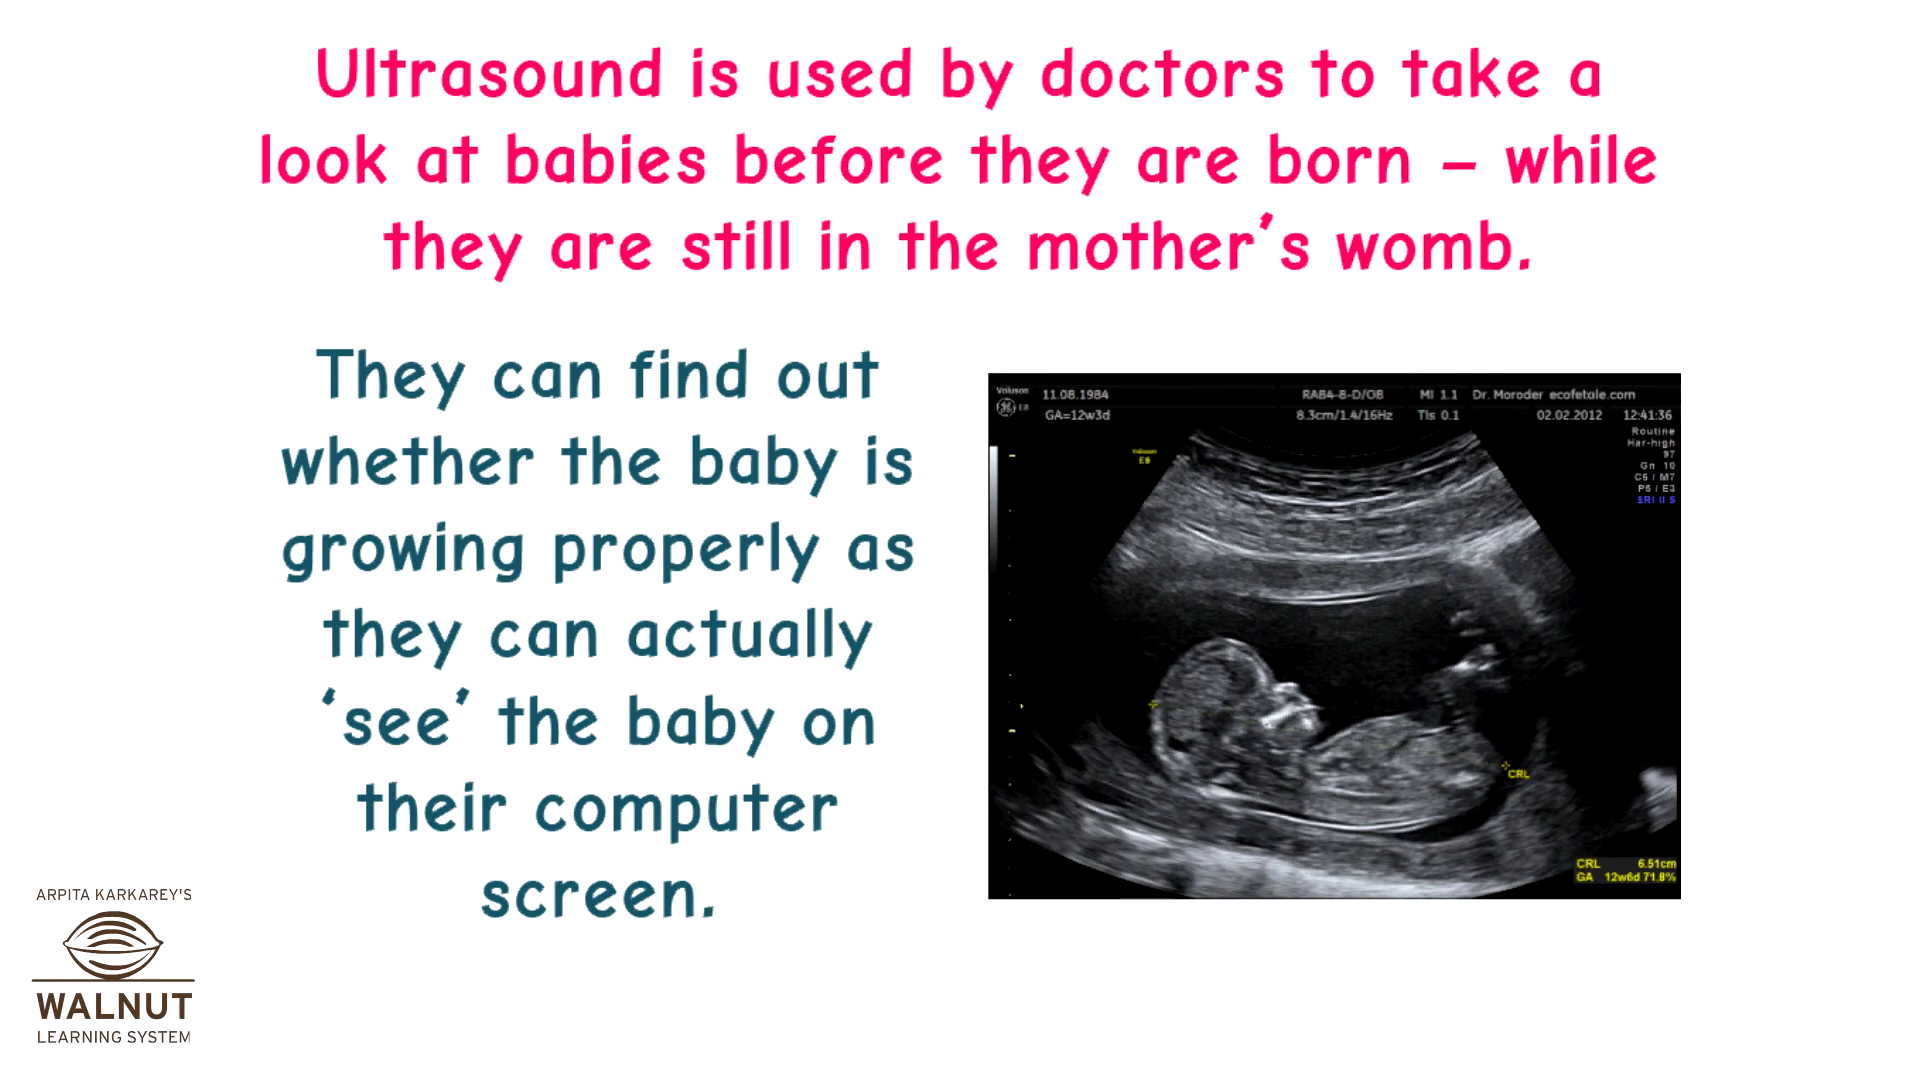 Ultrasound is used by doctors to take a
look at babies before they are born – while
they are still in the mother's womb.
They can find out
whether the baby is
growing properly as
they can actually
‘see’ the baby on
their computer
screen.
Voluson
E8
11.08.1984
GA=12w3d
RAB4-8-D/OB
8.3cm/1.4/16Hz
MI 1.1
TIs 0.1
Dr. Moroder ecofetale.com
02.02.2012 12:41:36
Routine
Har-high
97
Gn 10
C6 / M7
P5 / E3
SRI II 5
Voluson
E8
CRL
CRL 6.51cm
GA 12w6d 71.8%
ARPITA KARKAREY'S
WALNUT
LEARNING SYSTEM